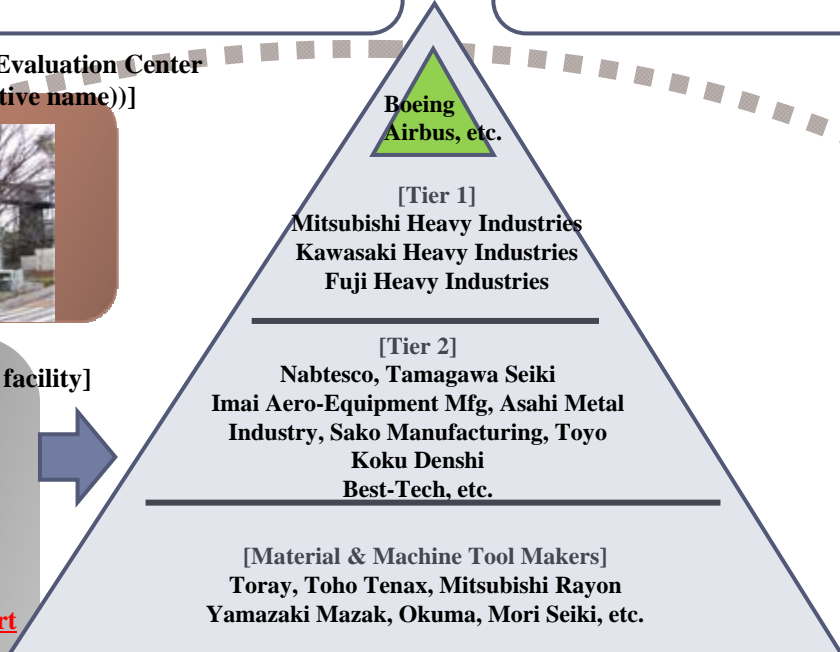 Evaluation Center
tive name))]
Boeing
Airbus, etc.
[Tier 1]
Mitsubishi Heavy Industries
Kawasaki Heavy Industries
Fuji Heavy Industries
[Tier 2]
facility]
Nabtesco, Tamagawa Seiki
Imai Aero-Equipment Mfg, Asahi Metal
Industry, Sako Manufacturing, Toyo
Koku Denshi
Best-Tech, etc.
[Material & Machine Tool Makers]
Toray, Toho Tenax, Mitsubishi Rayon
Yamazaki Mazak, Okuma, Mori Seiki, etc.
rt